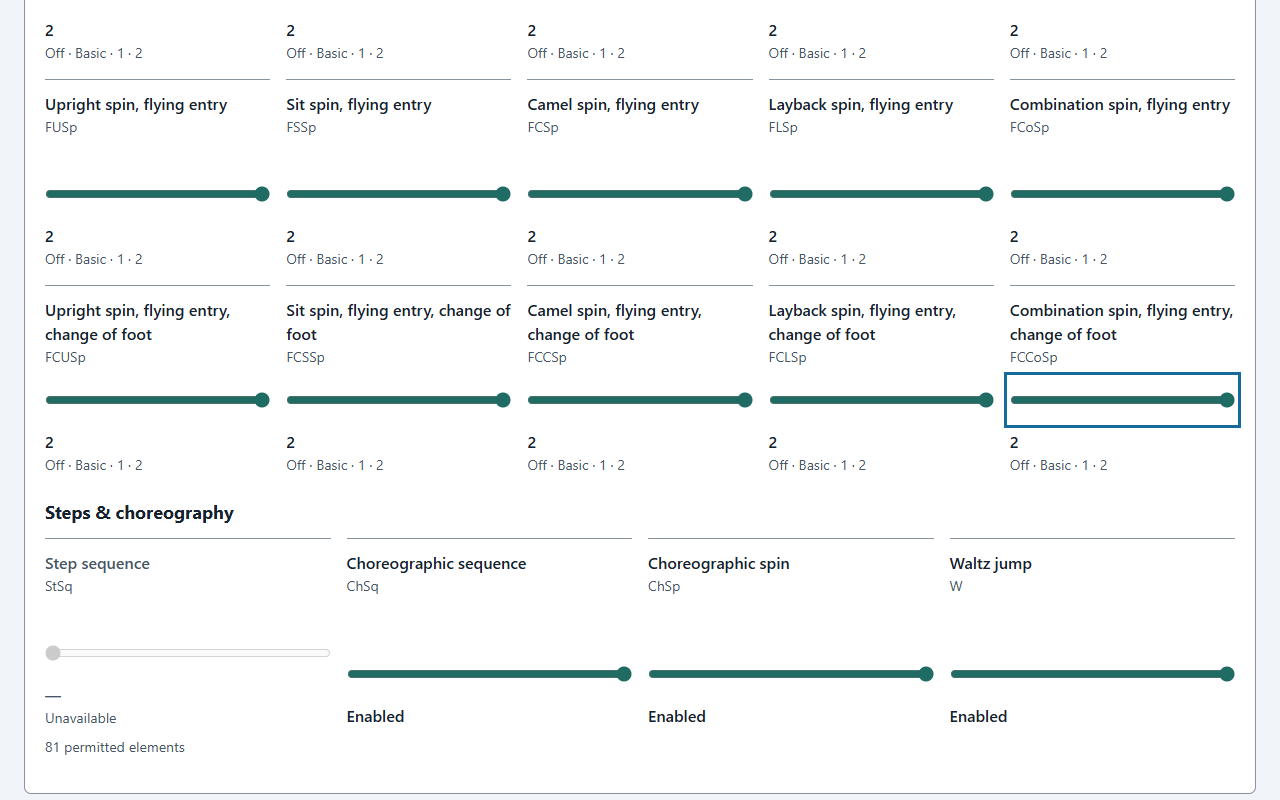 2 2 2 2 2
Off · Basic · 1 · 2 Off · Basic · 1 · 2 Off · Basic · 1 · 2 Off · Basic · 1 · 2 Off · Basic · 1 · 2
Upright spin, flying entry Sit spin, flying entry Camel spin, flying entry Layback spin, flying entry Combination spin, flying entry
FUSp FSSp FCSp FLSp FCoSp
2 2 2 2 2
Off · Basic · 1 · 2 Off · Basic · 1 · 2 Off · Basic · 1 · 2 Off · Basic · 1 · 2 Off · Basic · 1 · 2
Upright spin, flying entry, Sit spin, flying entry, change of Camel spin, flying entry, Layback spin, flying entry, Combination spin, flying entry,
change of foot foot change of foot change of foot change of foot
FCUSp FCSSp FCCSp FCLSp FCCoSp
2 2 2 2 2
Off · Basic · 1 · 2 Off · Basic · 1 · 2 Off · Basic · 1 · 2 Off · Basic · 1 · 2 Off · Basic · 1 · 2
Steps & choreography
Step sequence Choreographic sequence Choreographic spin Waltz jump
StSq ChSq ChSp W
—
Unavailable Enabled Enabled Enabled
81 permitted elements